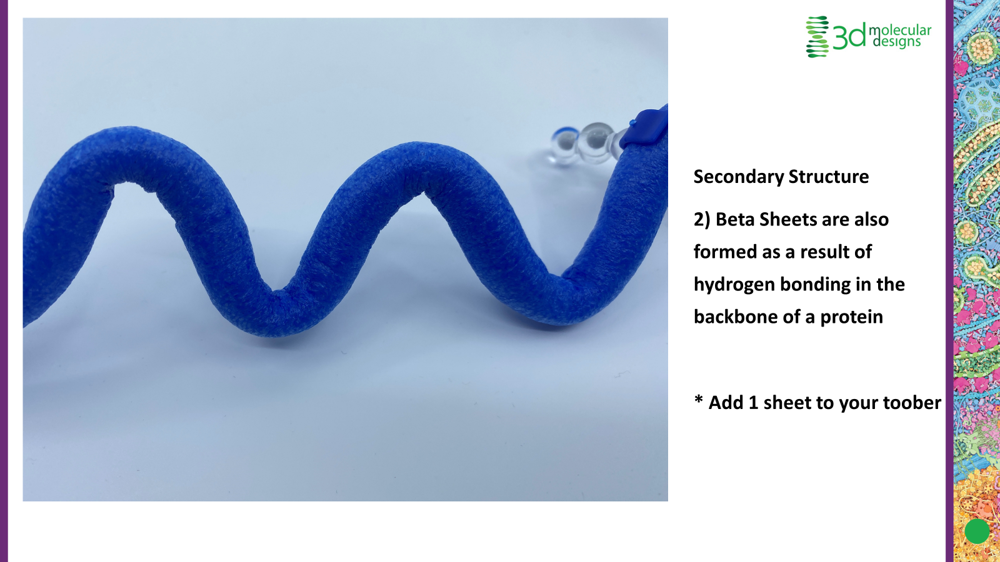 3d molecular
designs
Secondary Structure
2) Beta Sheets are also
formed as a result of
hydrogen bonding in the
backbone of a protein
* Add 1 sheet to your toober